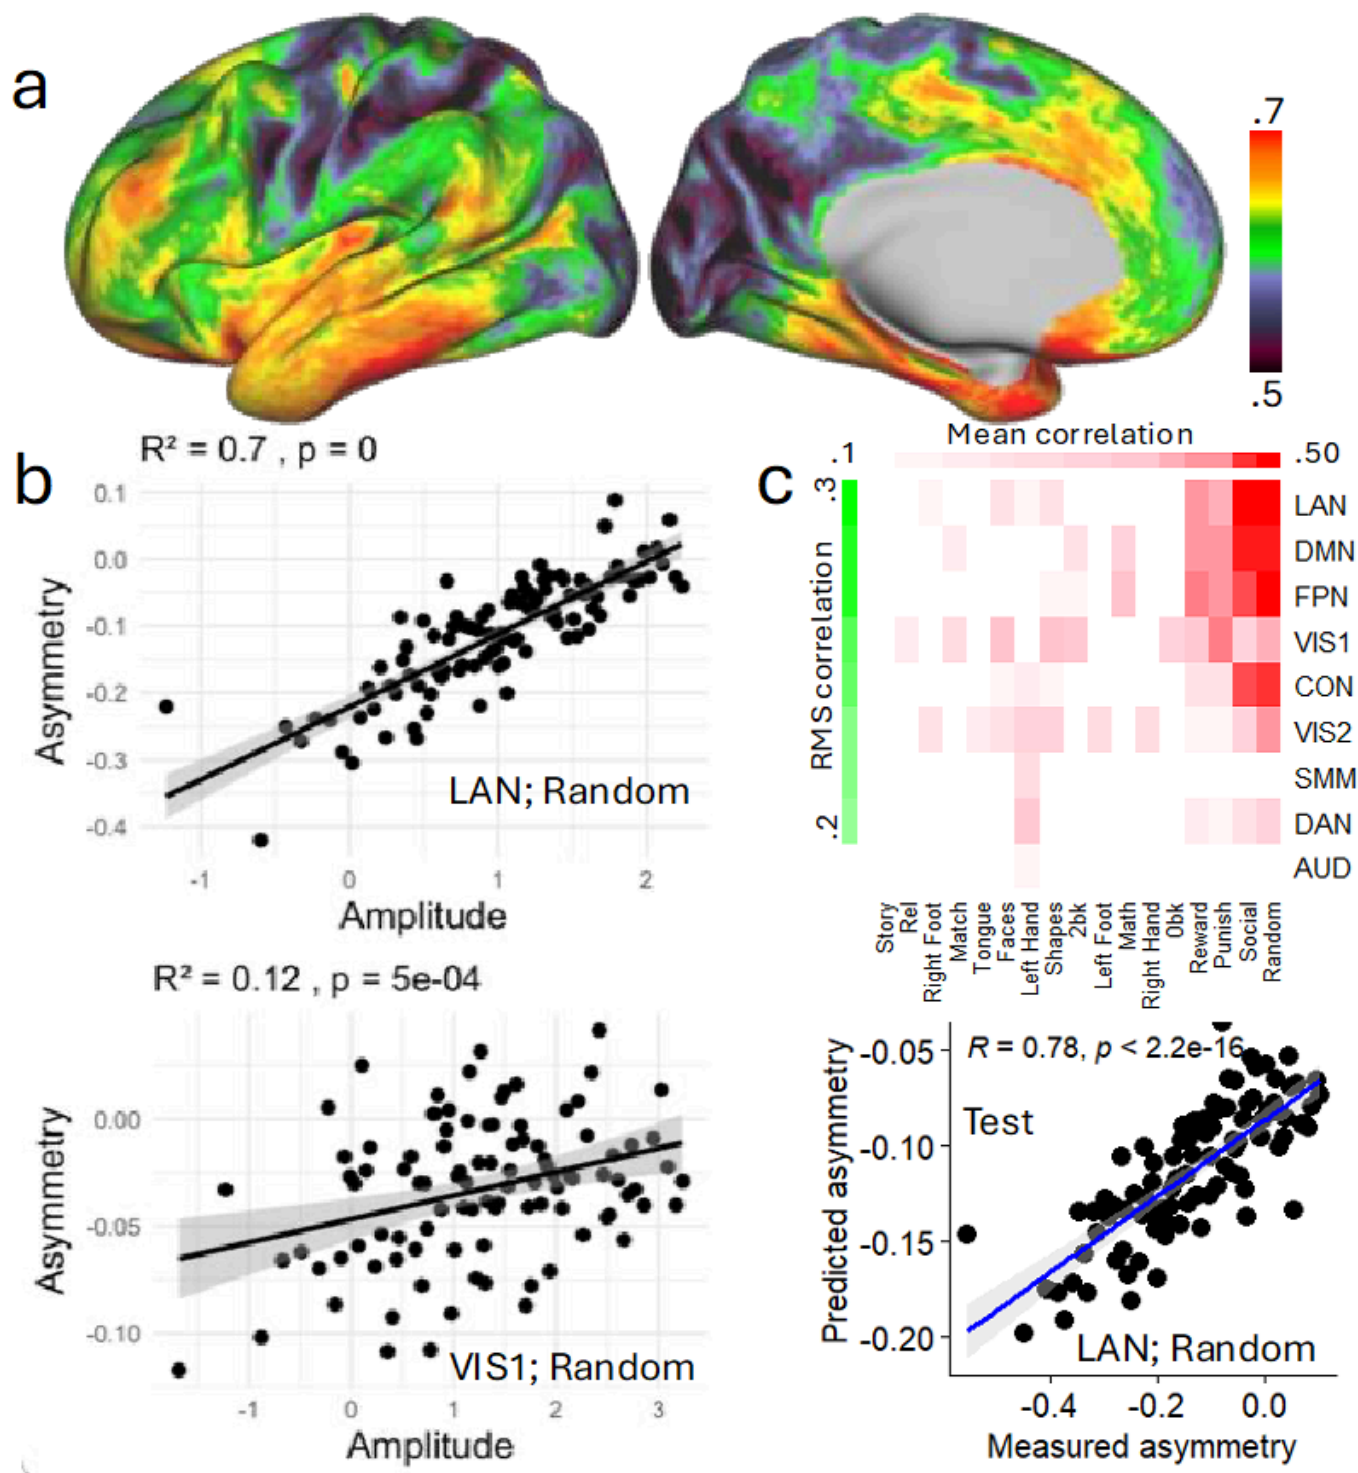 a
.7
.5
b
R² = 0.7 , p = 0
0.1
0.0
-0.1
-0.2
-0.3
-0.4
Asymmetry
LAN; Random
-1 0 1 2
Amplitude
R² = 0.12 , p = 5e-04
0.00
-0.05
-0.10
Asymmetry
VIS1; Random
-1 0 1 2 3
Amplitude
c
Mean correlation
.1 .50
.3
RMS correlation
.2
LAN
DMN
FPN
VIS1
CON
VIS2
SMM
DAN
AUD
Story
Rel
Right Foot
Match
Tongue
Faces
Left Hand
Shapes
2bk
Left Foot
Math
Right Hand
0bk
Reward
Punish
Social
Random
R = 0.78, p < 2.2e-16
Test
-0.05
-0.10
-0.15
-0.20
Predicted asymmetry
LAN; Random
-0.4 -0.2 0.0
Measured asymmetry